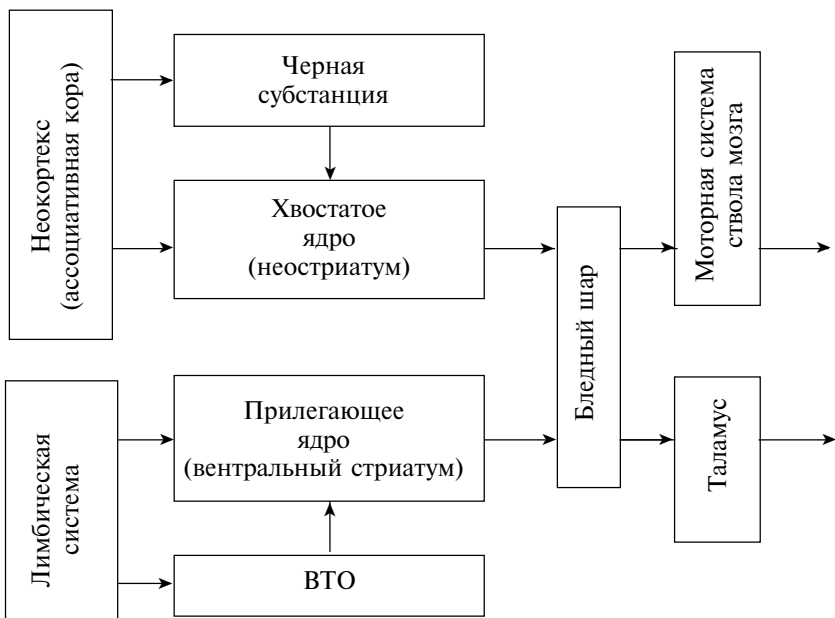 Неокортекс
(ассоциативная кора)
Черная
субстанция
Хвостатое
ядро
(неостриатум)
Бледный шар
Моторная система
ствола мозга
Лимбическая
система
Прилегающее
ядро
(вентральный стриатум)
ВТО
Таламус